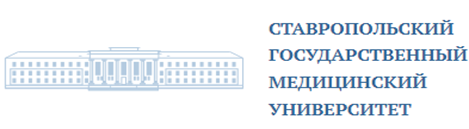 СТАВРОПОЛЬСКИЙ
ГОСУДАРСТВЕННЫЙ
МЕДИЦИНСКИЙ
УНИВЕРСИТЕТ